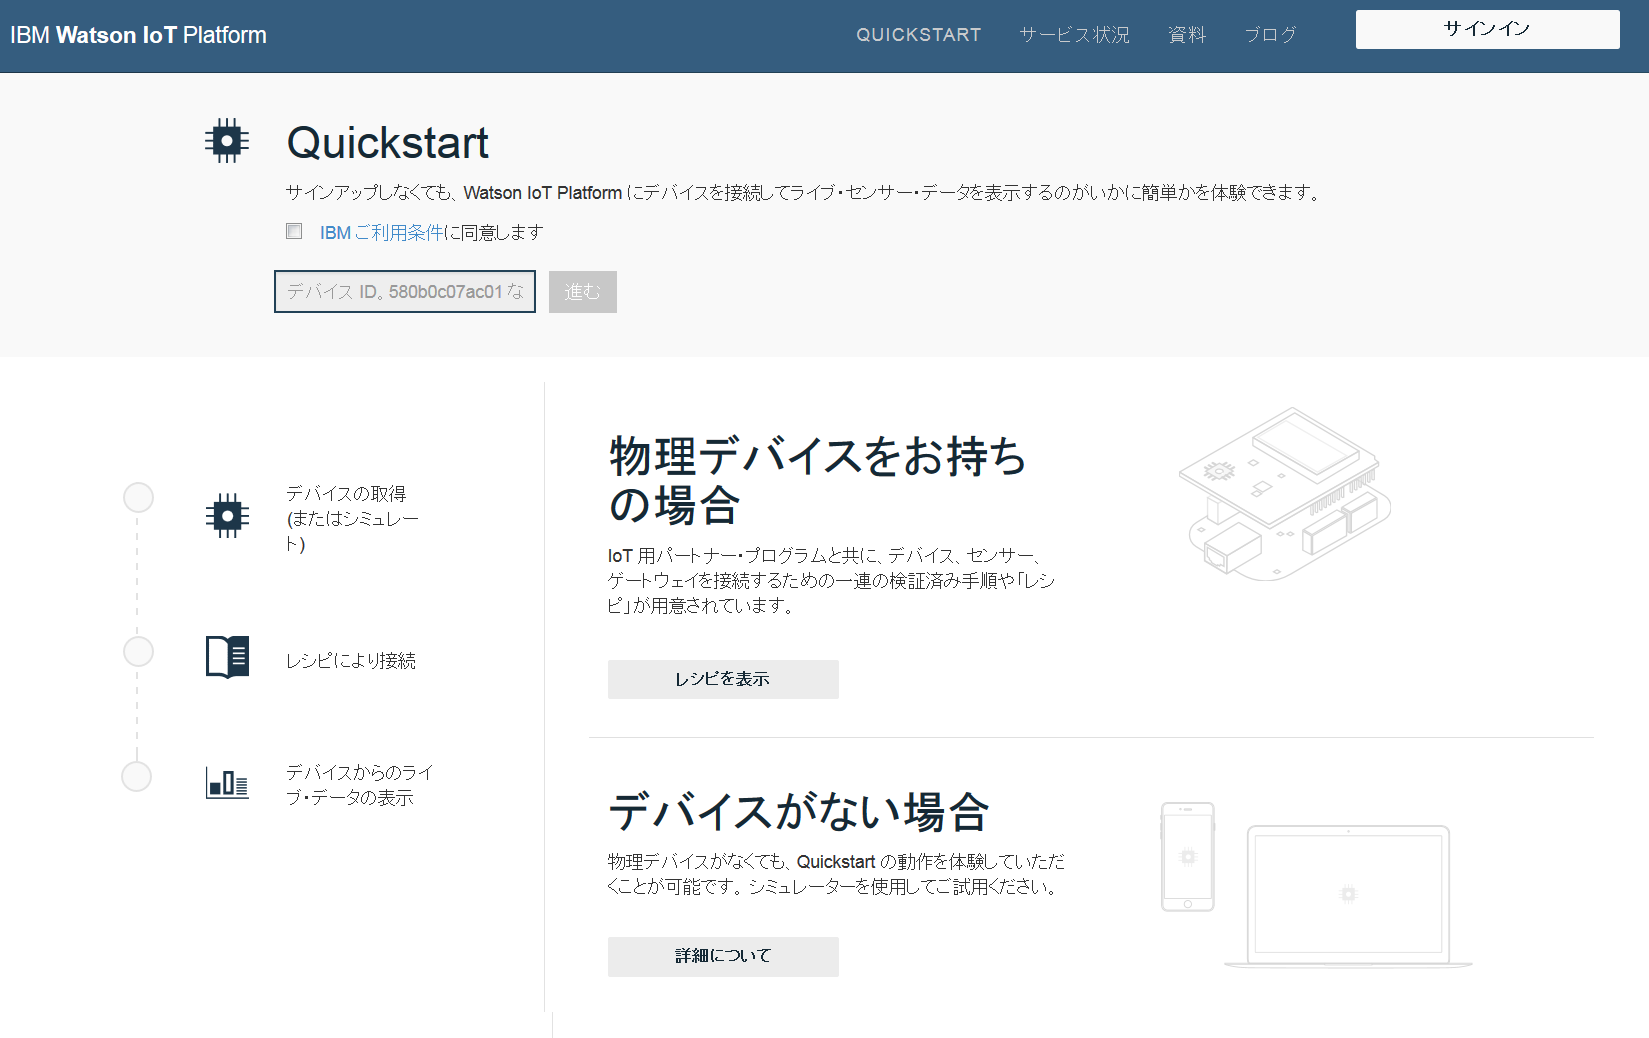 IBM Watson IoT Platform
QUICKSTART サービス状況 資料 ブログ サインイン
Quickstart
サインアップしなくても、Watson IoT Platform にデバイスを接続してライブ・センサー・データを表示するのがいかに簡単かを体験できます。
IBM ご利用条件に同意します
デバイス ID。580b0c07ac01 な
進む
デバイスの取得
(またはシミュレー
ト)
レシピにより接続
デバイスからのライ
ブ・データの表示
物理デバイスをお持ち
の場合
IoT 用パートナー・プログラムと共に、デバイス、センサー、
ゲートウェイを接続するための一連の検証済み手順や「レシ
ピ」が用意されています。
レシピを表示
デバイスがない場合
物理デバイスがなくても、Quickstart の動作を体験していただ
くことが可能です。シミュレーターを使用してご試用ください。
詳細について